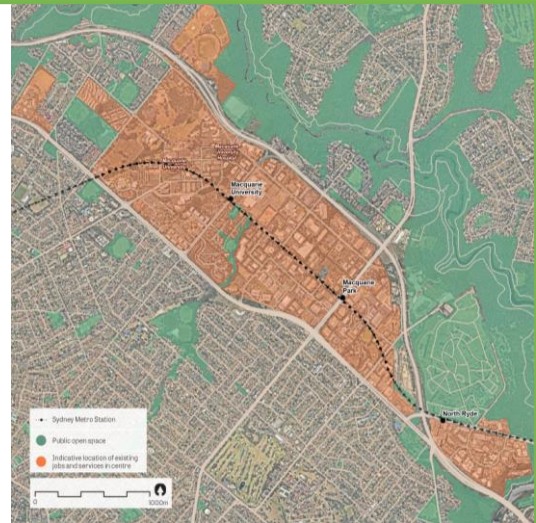 Macquarie
University
Macquarie
Park
North Ryde
Sydney Metro Station
Public open space
Indicative location of existing
jobs and services in centre
0
1000m